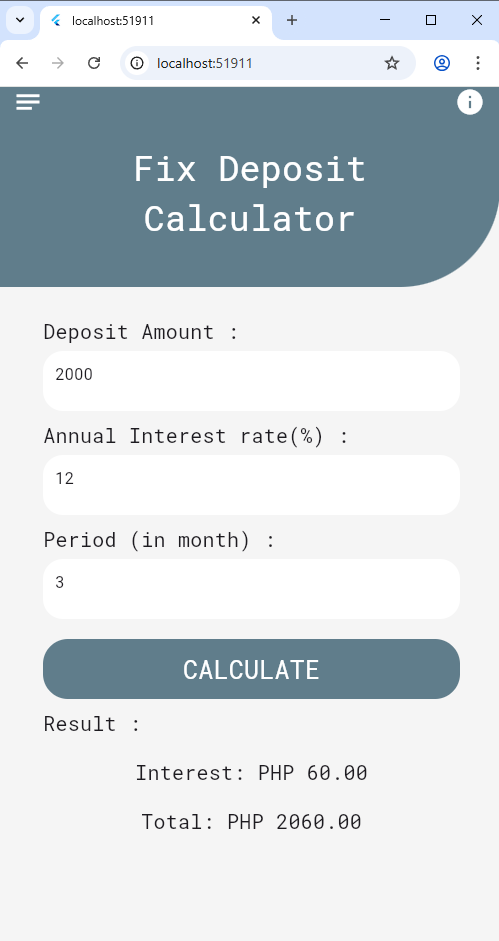 localhost:51911
localhost:51911
Fix Deposit
Calculator
Deposit Amount :
2000
Annual Interest rate(%) :
12
Period (in month) :
3
CALCULATE
Result :
Interest: PHP 60.00
Total: PHP 2060.00